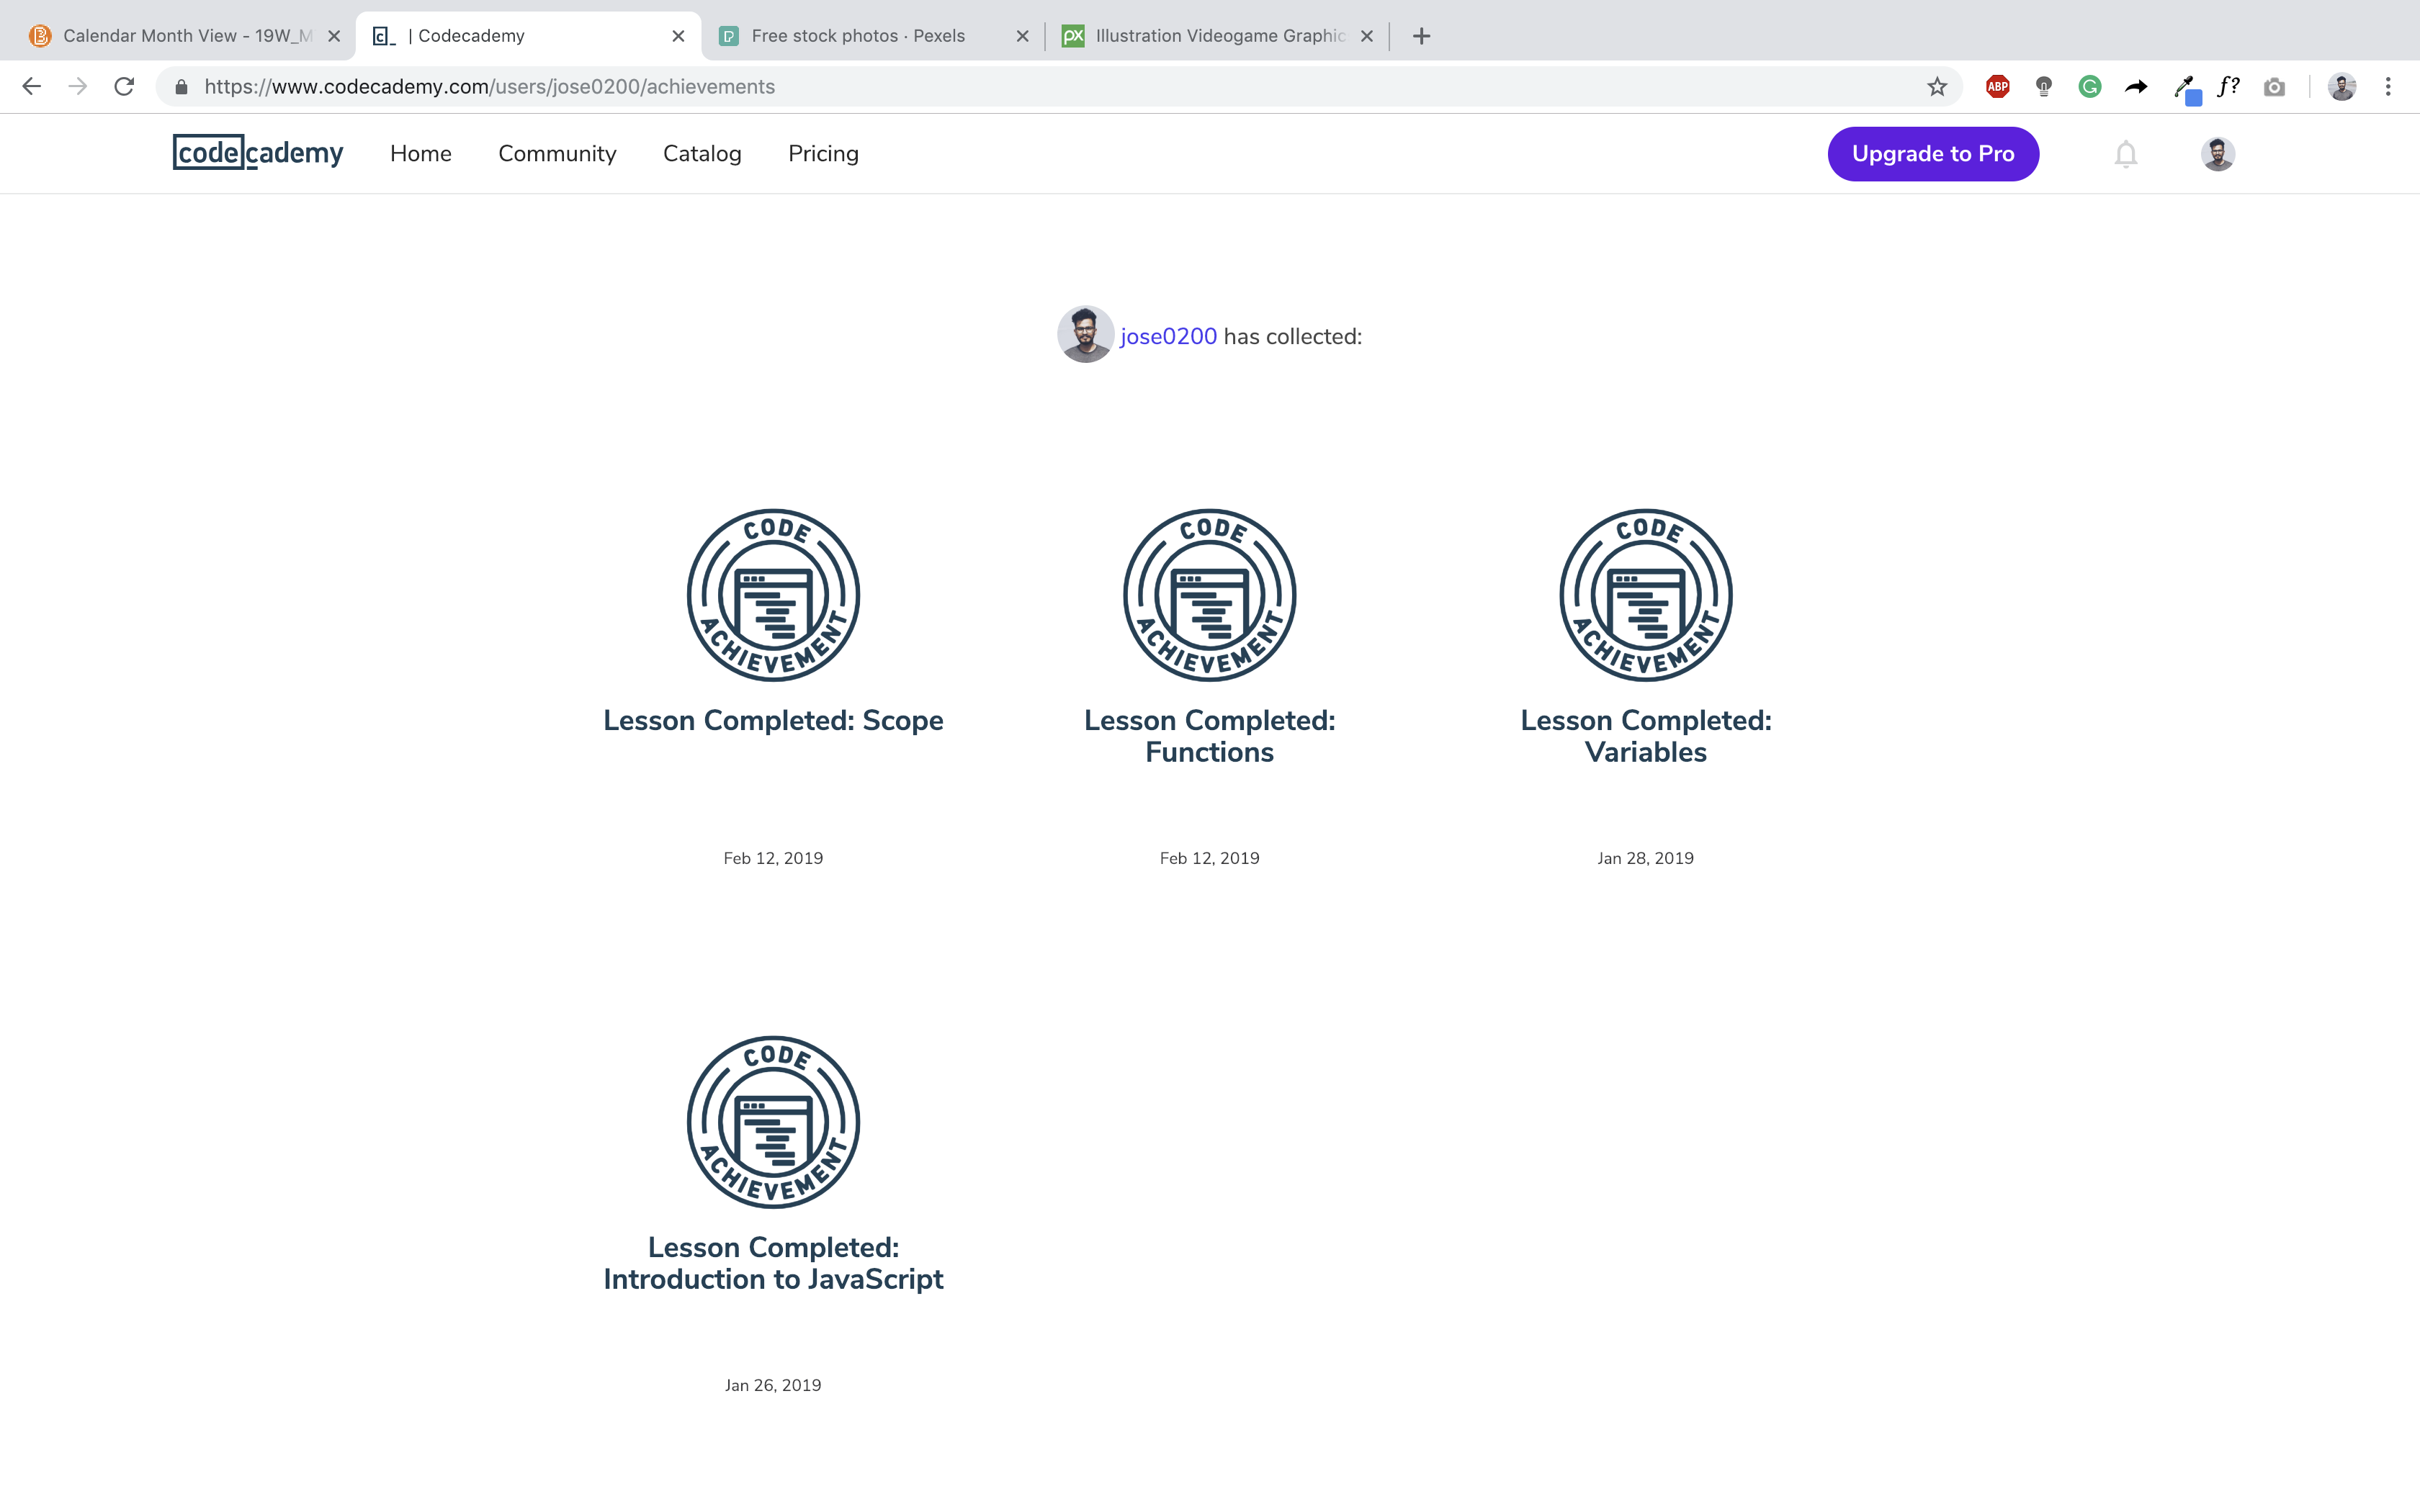 Calendar Month View - 19W_M
| Codecademy
Free stock photos · Pexels
Illustration Videogame Graphic
https://www.codecademy.com/users/jose0200/achievements
ABP
f?
codecademy
Home
Community
Catalog
Pricing
Upgrade to Pro
jose0200 has collected:
CODE
ACHIEVEMENT
CODE
ACHIEVEMENT
CODE
ACHIEVEMENT
Lesson Completed: Scope
Lesson Completed:
Functions
Lesson Completed:
Variables
Feb 12, 2019
Feb 12, 2019
Jan 28, 2019
CODE
ACHIEVEMENT
Lesson Completed:
Introduction to JavaScript
Jan 26, 2019